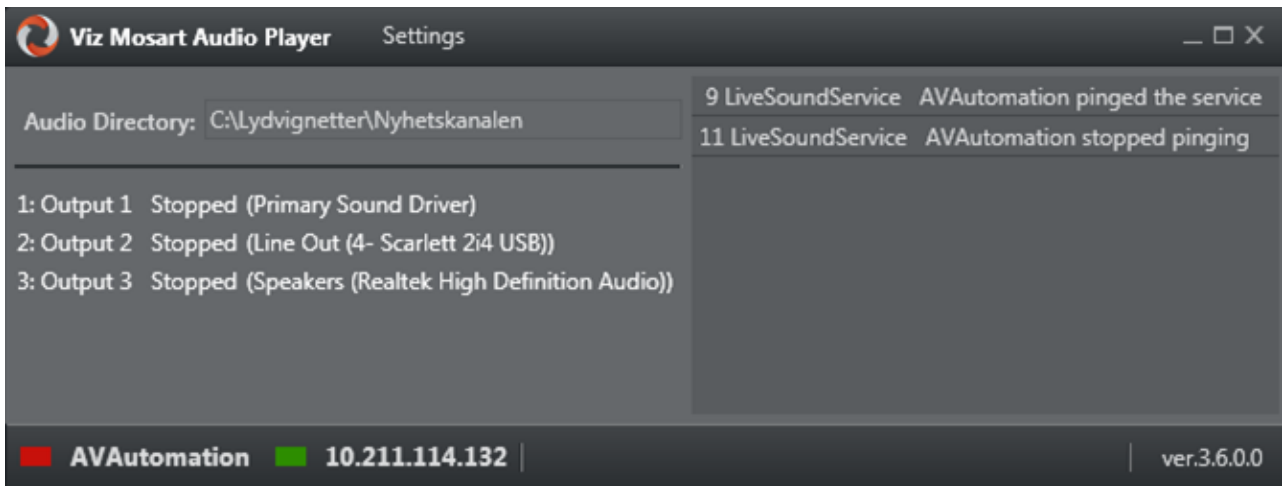 Viz Mosart Audio Player Settings
Audio Directory: C:\Lydvignetter\Nyhetskanalen
1: Output 1 Stopped (Primary Sound Driver)
2: Output 2 Stopped (Line Out (4- Scarlett 2i4 USB))
3: Output 3 Stopped (Speakers (Realtek High Definition Audio))
9 LiveSoundService AVAutomation pinged the service
11 LiveSoundService AVAutomation stopped pinging
AVAutomation 10.211.114.132 ver.3.6.0.0